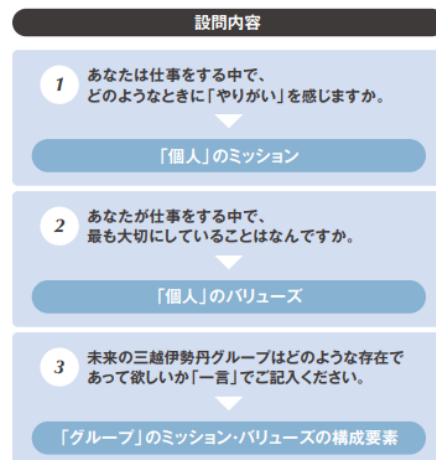 設問内容
1
あなたは仕事をする中で、
どのようなときに「やりがい」を感じますか。
「個人」のミッション
2
あなたが仕事をする中で、
最も大切にしていることはなんですか。
「個人」のバリューズ
3
未来の三越伊勢丹グループはどのような存在で
あって欲しいか「一言」でご記入ください。
「グループ」のミッション・バリューズの構成要素